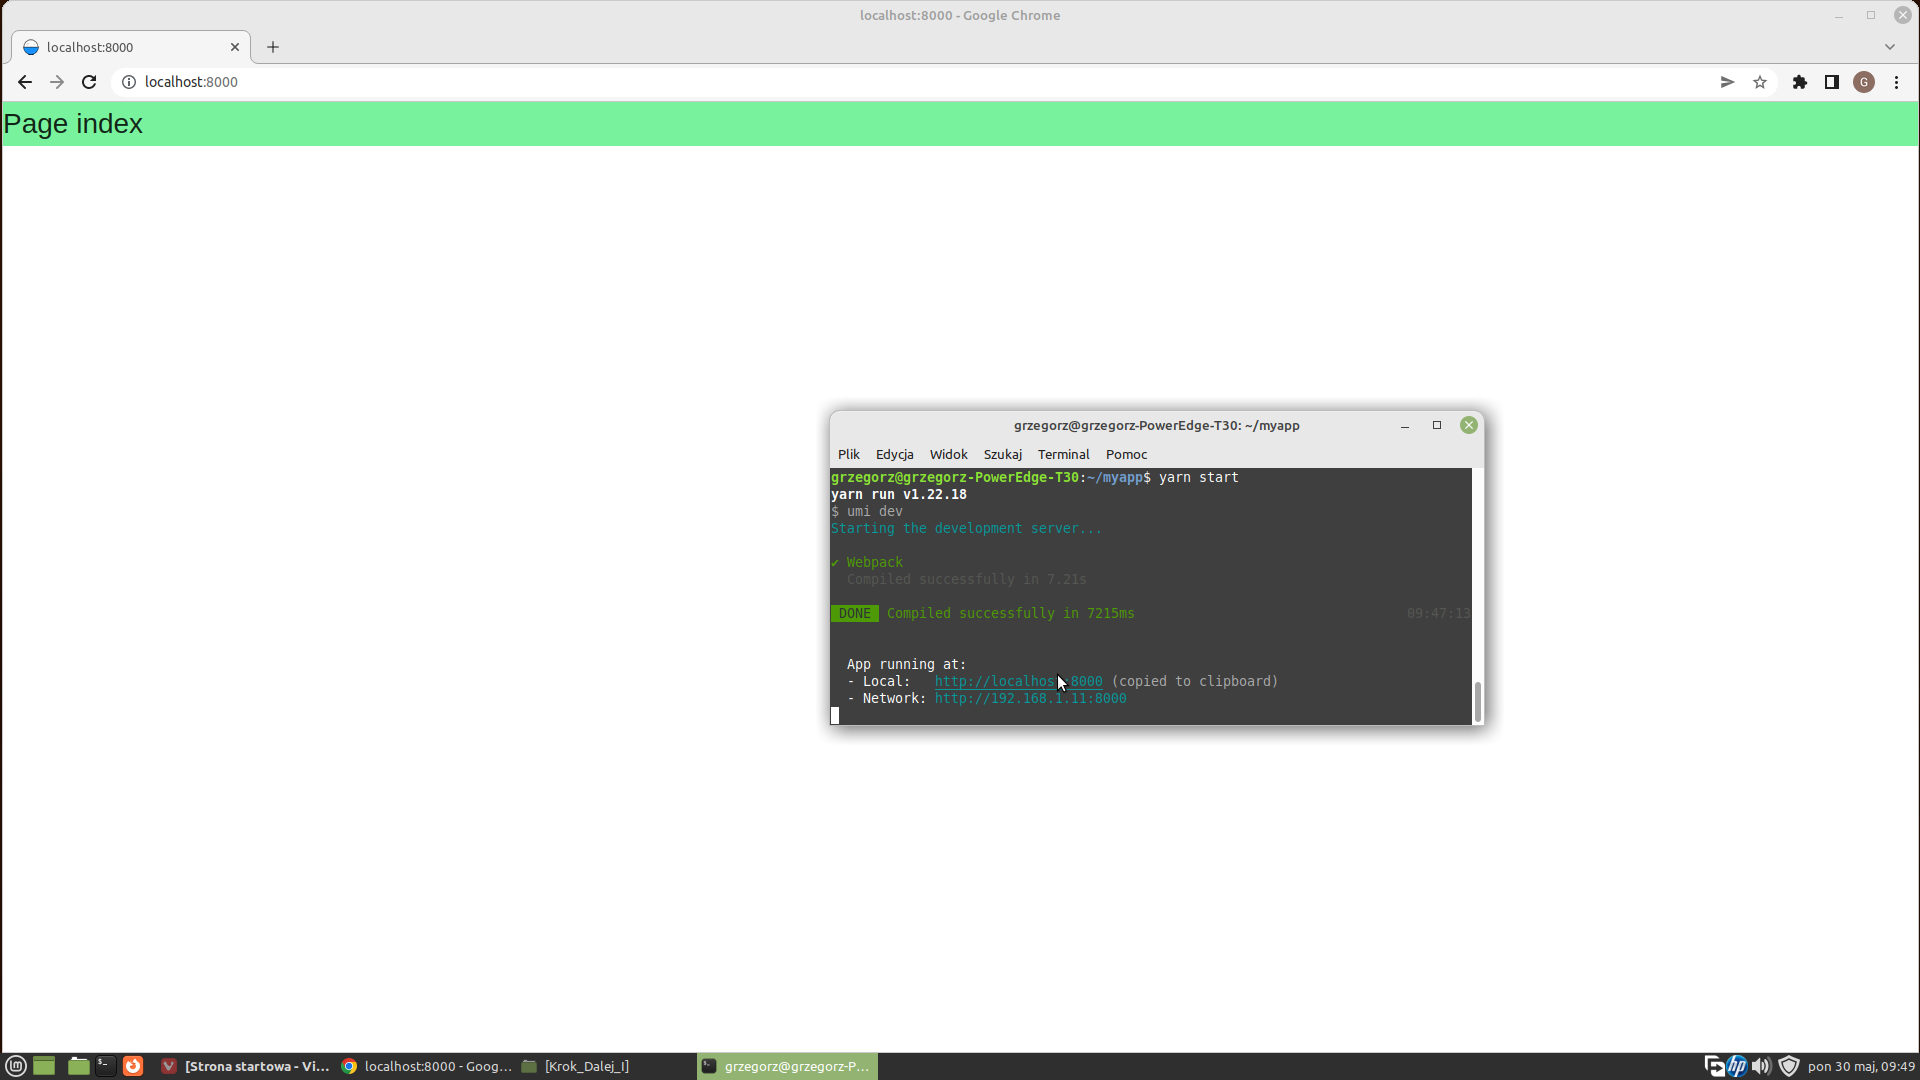 localhost:8000 - Google Chrome
localhost:8000
localhost:8000
G
Page index
grzegorz@grzegorz-PowerEdge-T30: ~/myapp
Plik Edycja Widok Szukaj Terminal Pomoc
grzegorz@grzegorz-PowerEdge-T30:~/myapp$ yarn start
yarn run v1.22.18
$ umi dev
Starting the development server...
✔ Webpack
Compiled successfully in 7.21s
DONE Compiled successfully in 7215ms 09:47:13
App running at:
- Local: http://localhost:8000 (copied to clipboard)
- Network: http://192.168.1.11:8000
[Strona startowa - Vi... localhost:8000 - Goog... [Krok_Dalej_I] grzegorz@grzegorz-P... hp pon 30 maj, 09:49